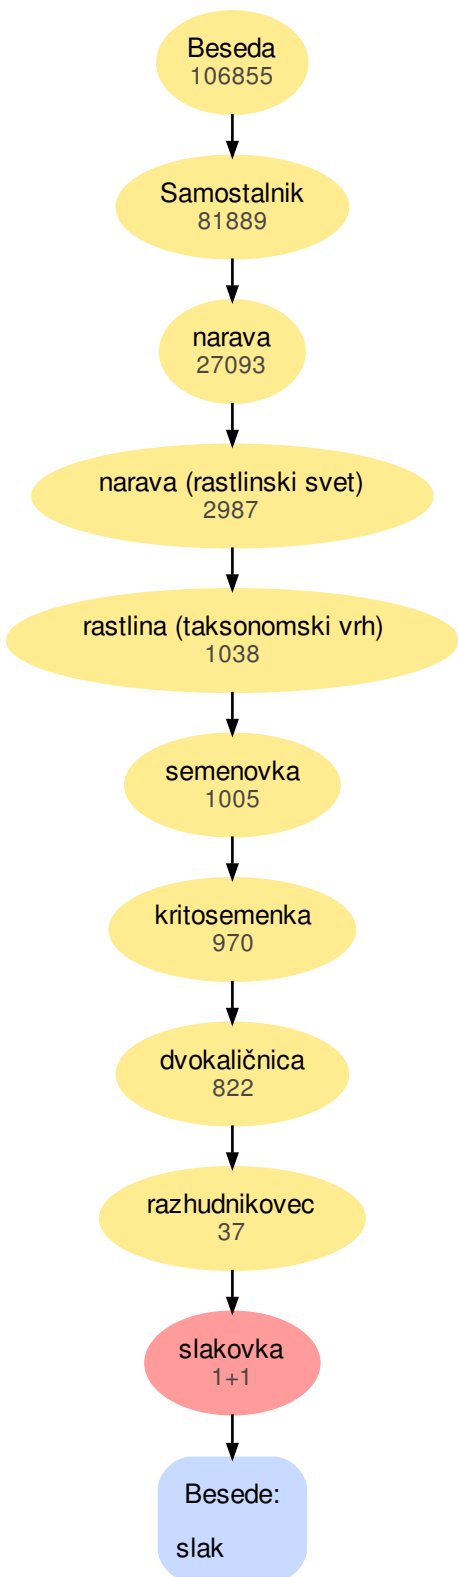 Beseda
106855
Samostalnik
81889
narava
27093
narava (rastlinski svet)
2987
rastlina (taksonomski vrh)
1038
semenovka
1005
kritosemenka
970
dvokaličnica
822
razhudnikovec
37
slakovka
1+1
Besede:
slak